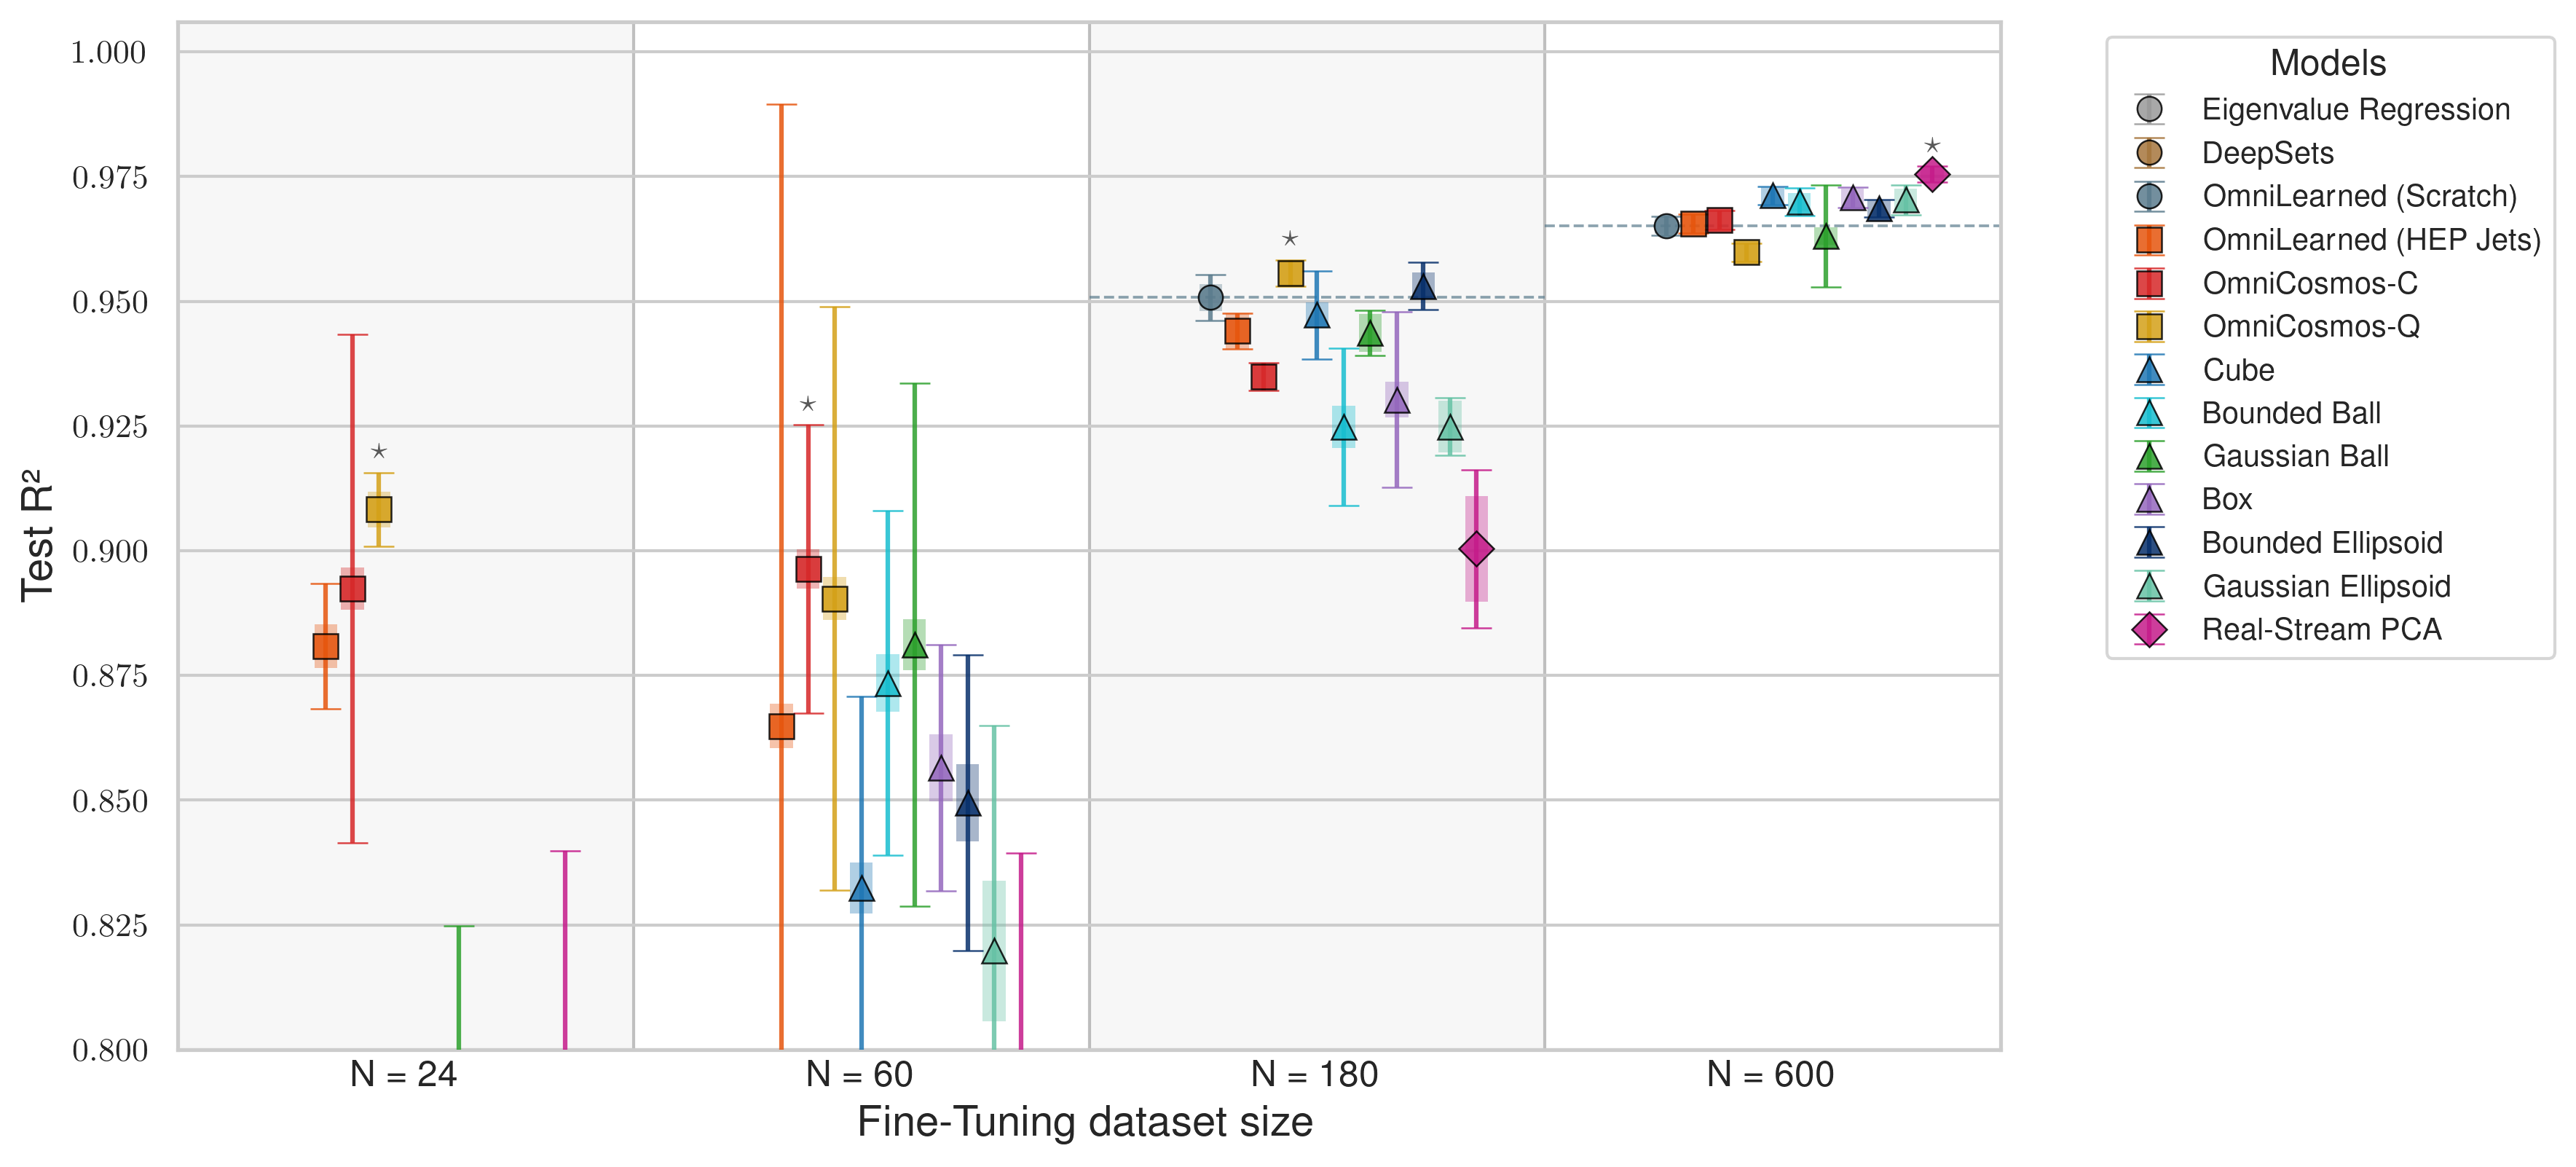 Test R²
1.000
0.975
0.950
0.925
0.900
0.875
0.850
0.825
0.800
N = 24
N = 60
N = 180
N = 600
Fine-Tuning dataset size
Models
Eigenvalue Regression
DeepSets
OmniLearned (Scratch)
OmniLearned (HEP Jets)
OmniCosmos-C
OmniCosmos-Q
Cube
Bounded Ball
Gaussian Ball
Box
Bounded Ellipsoid
Gaussian Ellipsoid
Real-Stream PCA